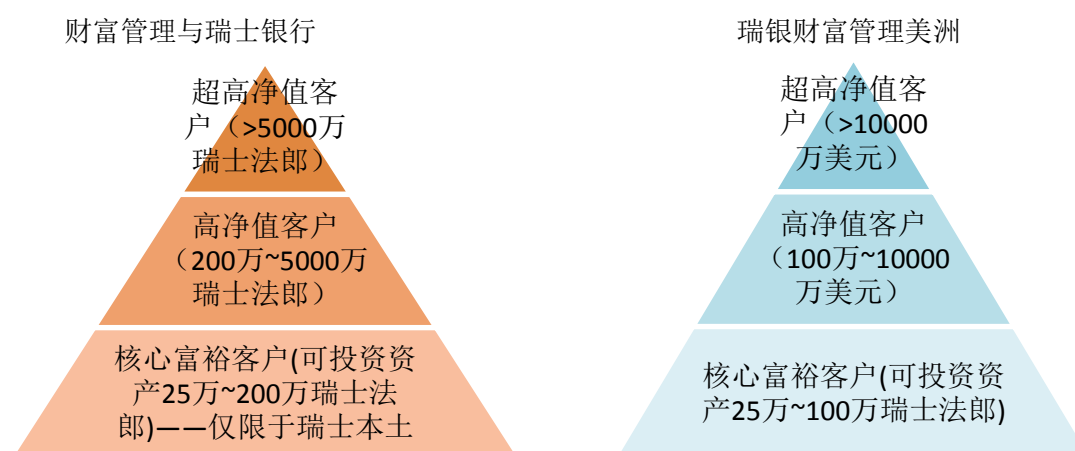 财富管理与瑞士银行
超高净值客
户（>5000万
瑞士法郎）
高净值客户
（200万~5000万
瑞士法郎）
核心富裕客户(可投资资
产25万~200万瑞士法
郎)——仅限于瑞士本土
瑞银财富管理美洲
超高净值客
户（>10000
万美元）
高净值客户
（100万~10000
万美元）
核心富裕客户(可投资资
产25万~100万瑞士法郎)